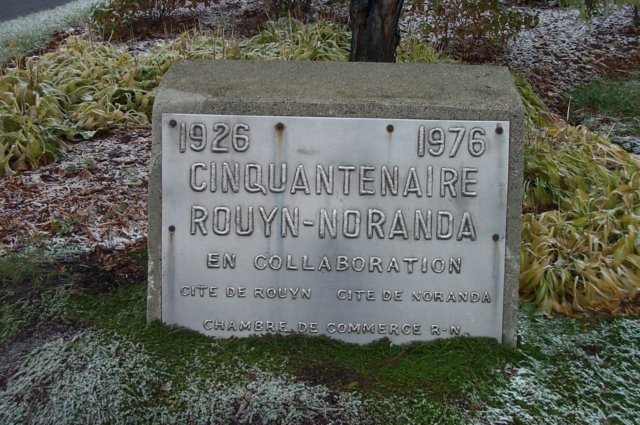 1926 1976
CINQUANTENAIRE
ROUYN-NORANDA
EN COLLABORATION
CITE DE ROUYN CITE DE NORANDA
CHAMBRE DE COMMERCE R-N